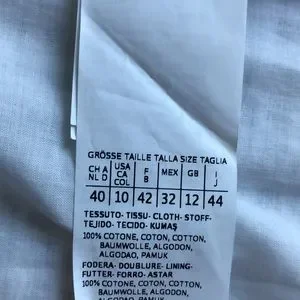 GRÖSSE TAILLE TALLA SIZE TAGLIA
CH A NL D USA CA COL F B MEX GB I J
40 10 42 32 12 44
TESSUTO- TISSU- CLOTH- STOFF-
TEJIDO- TECIDO- KUMAŞ
100% COTONE, COTON, COTTON,
BAUMWOLLE, ALGODON,
ALGODAO, PAMUK
FODERA- DOUBLURE- LINING-
FUTTER- FORRO- ASTAR
100% COTONE, COTON, COTTON,
BAUMWOLLE, ALGODON,
ALGODAO, PAMUK